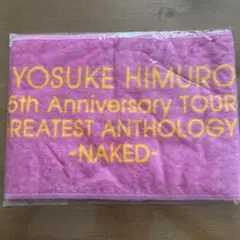 YOSUKE HIMURO
5th Anniversary TOUR
REATEST ANTHOLOGY
-NAKED-